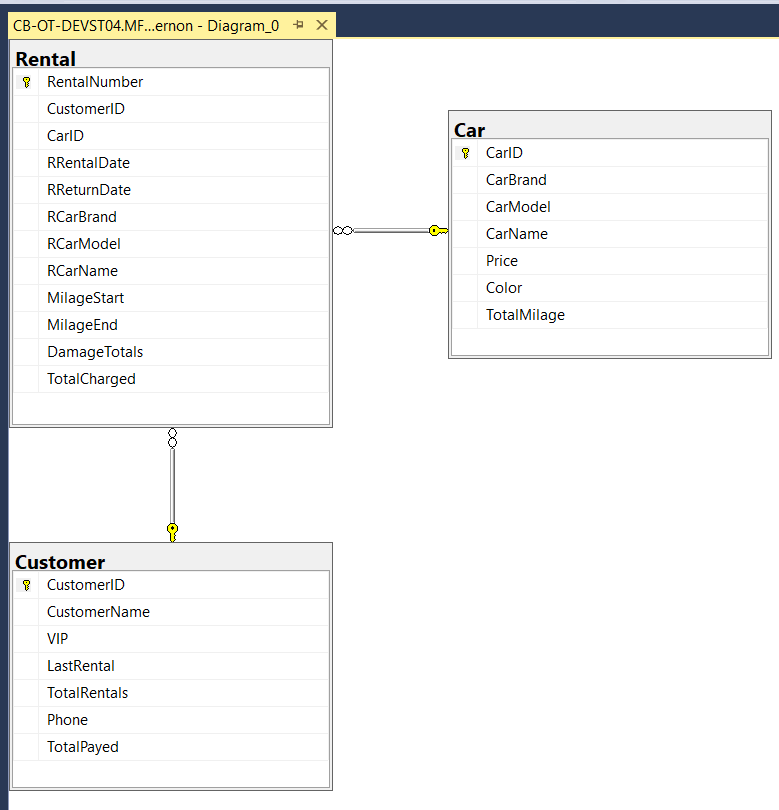 CB-OT-DEVST04.MF...ernon - Diagram_0
Rental
RentalNumber
CustomerID
CarID
RRentalDate
RReturnDate
RCarBrand
RCarModel
RCarName
MilageStart
MilageEnd
DamageTotals
TotalCharged
Car
CarID
CarBrand
CarModel
CarName
Price
Color
TotalMilage
Customer
CustomerID
CustomerName
VIP
LastRental
TotalRentals
Phone
TotalPayed